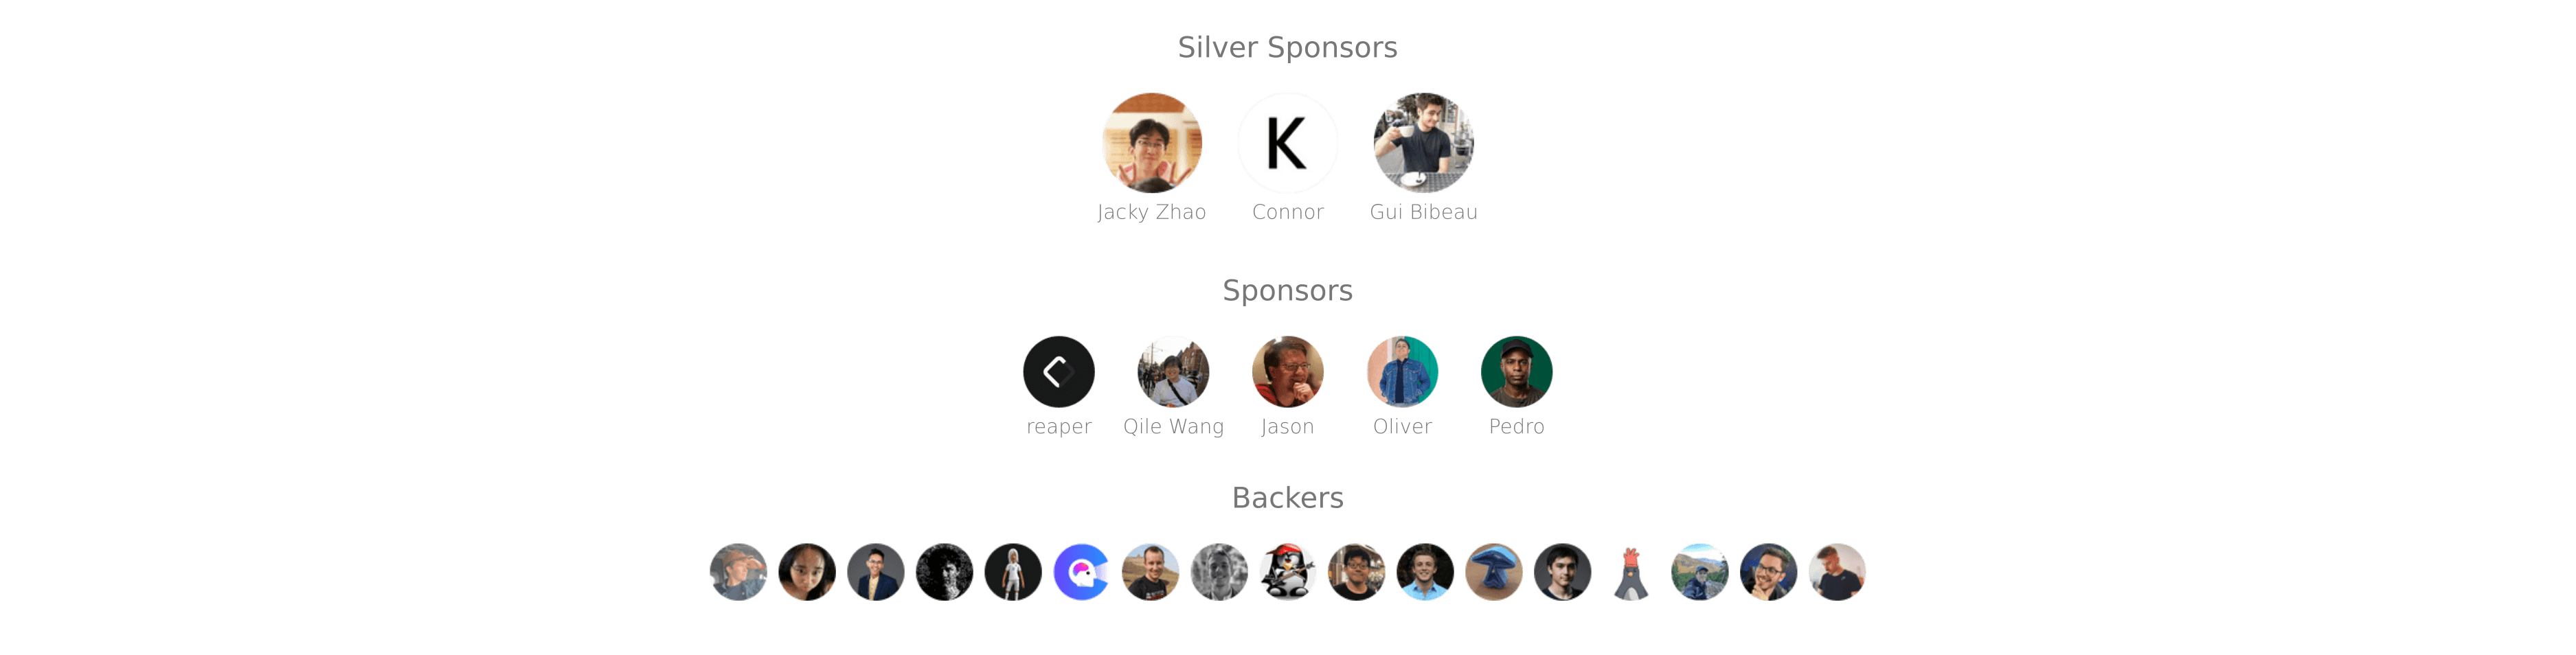 Silver Sponsors
K
Jacky Zhao Connor Gui Bibeau
Sponsors
reaper Qile Wang Jason Oliver Pedro
Backers